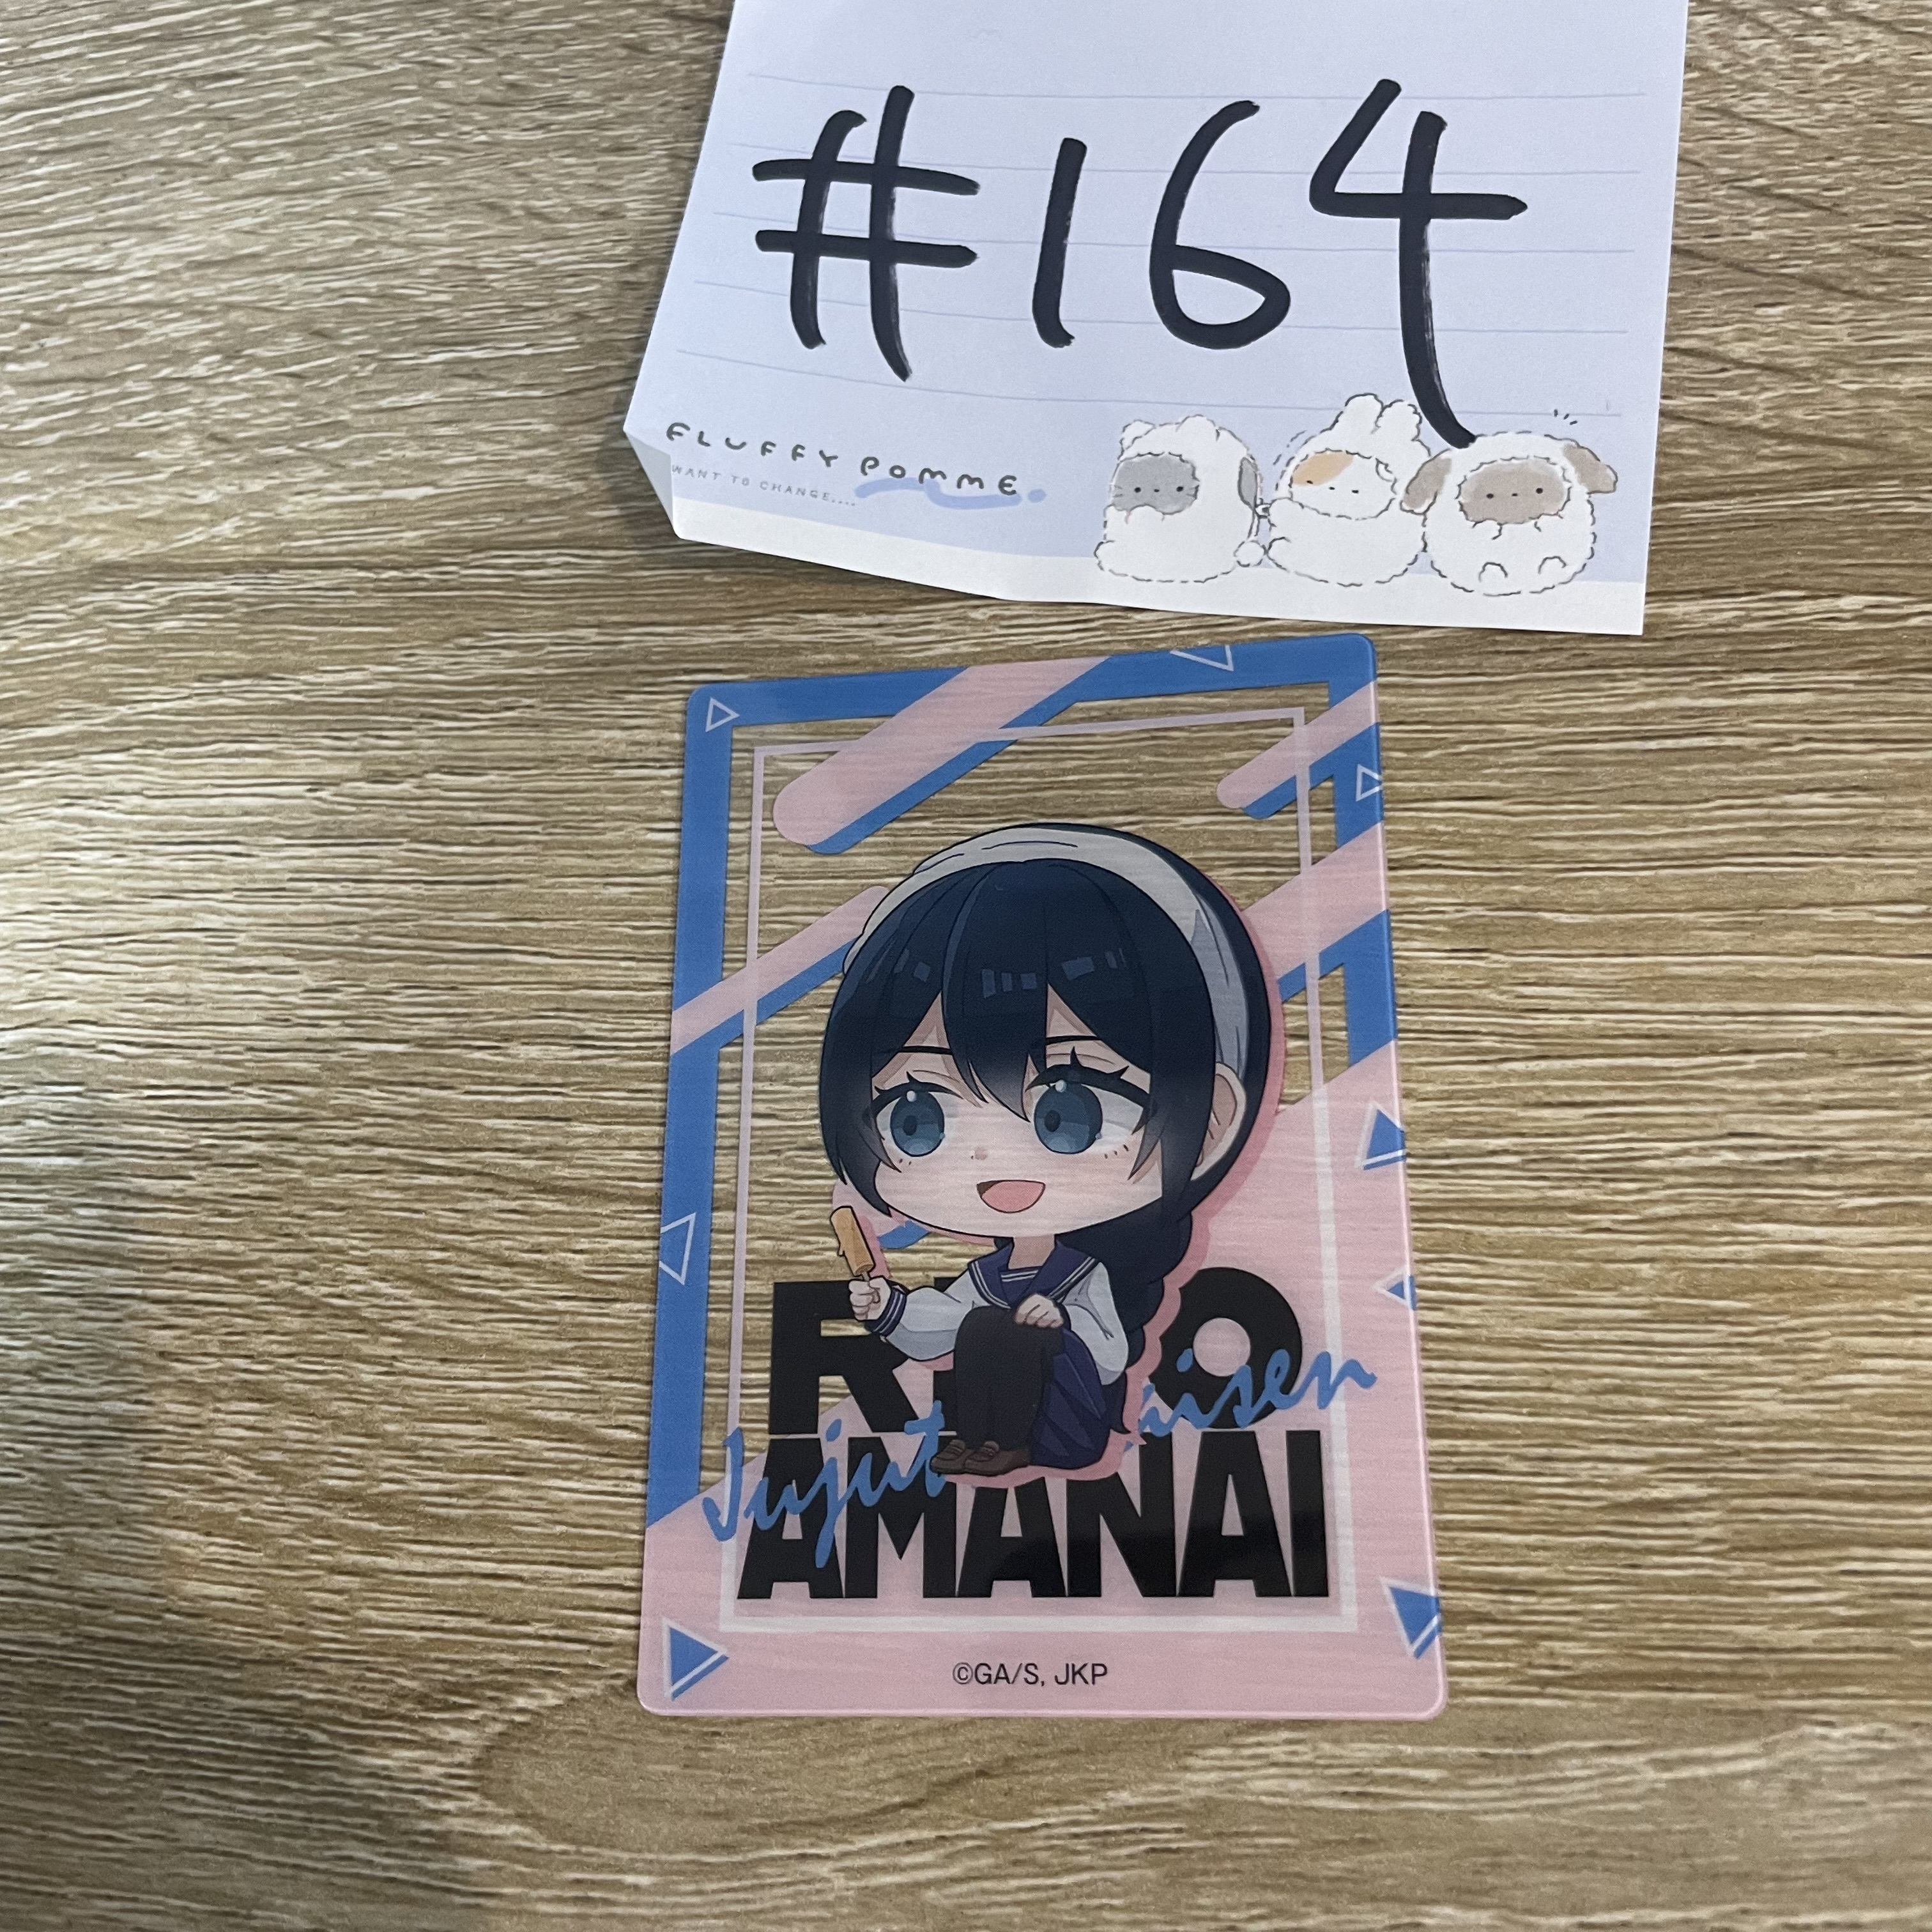 #164
FLUFFY POMME
WANT TO CHANGE....
AMANAI
©GA/S, JKP